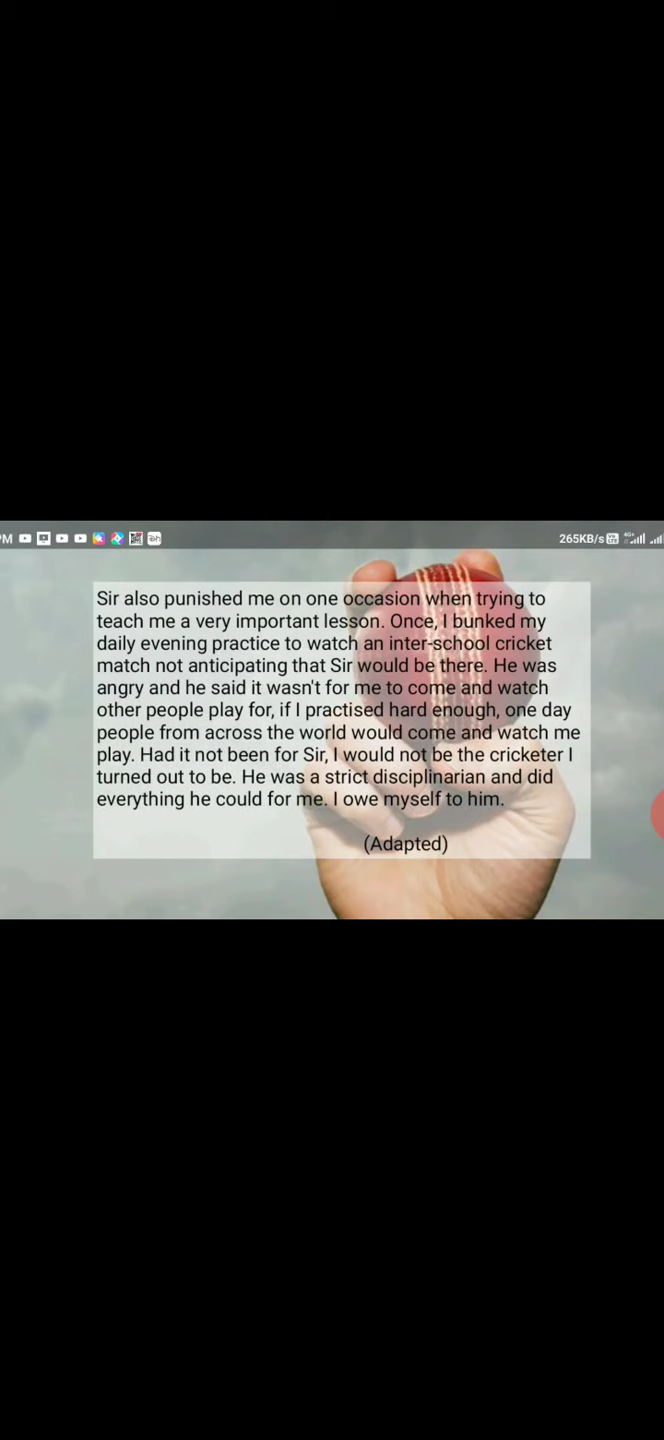 PM
265KB/s
4G+
Sir also punished me on one occasion when trying to
teach me a very important lesson. Once, I bunked my
daily evening practice to watch an inter-school cricket
match not anticipating that Sir would be there. He was
angry and he said it wasn't for me to come and watch
other people play for, if I practised hard enough, one day
people from across the world would come and watch me
play. Had it not been for Sir, I would not be the cricketer I
turned out to be. He was a strict disciplinarian and did
everything he could for me. I owe myself to him.
(Adapted)